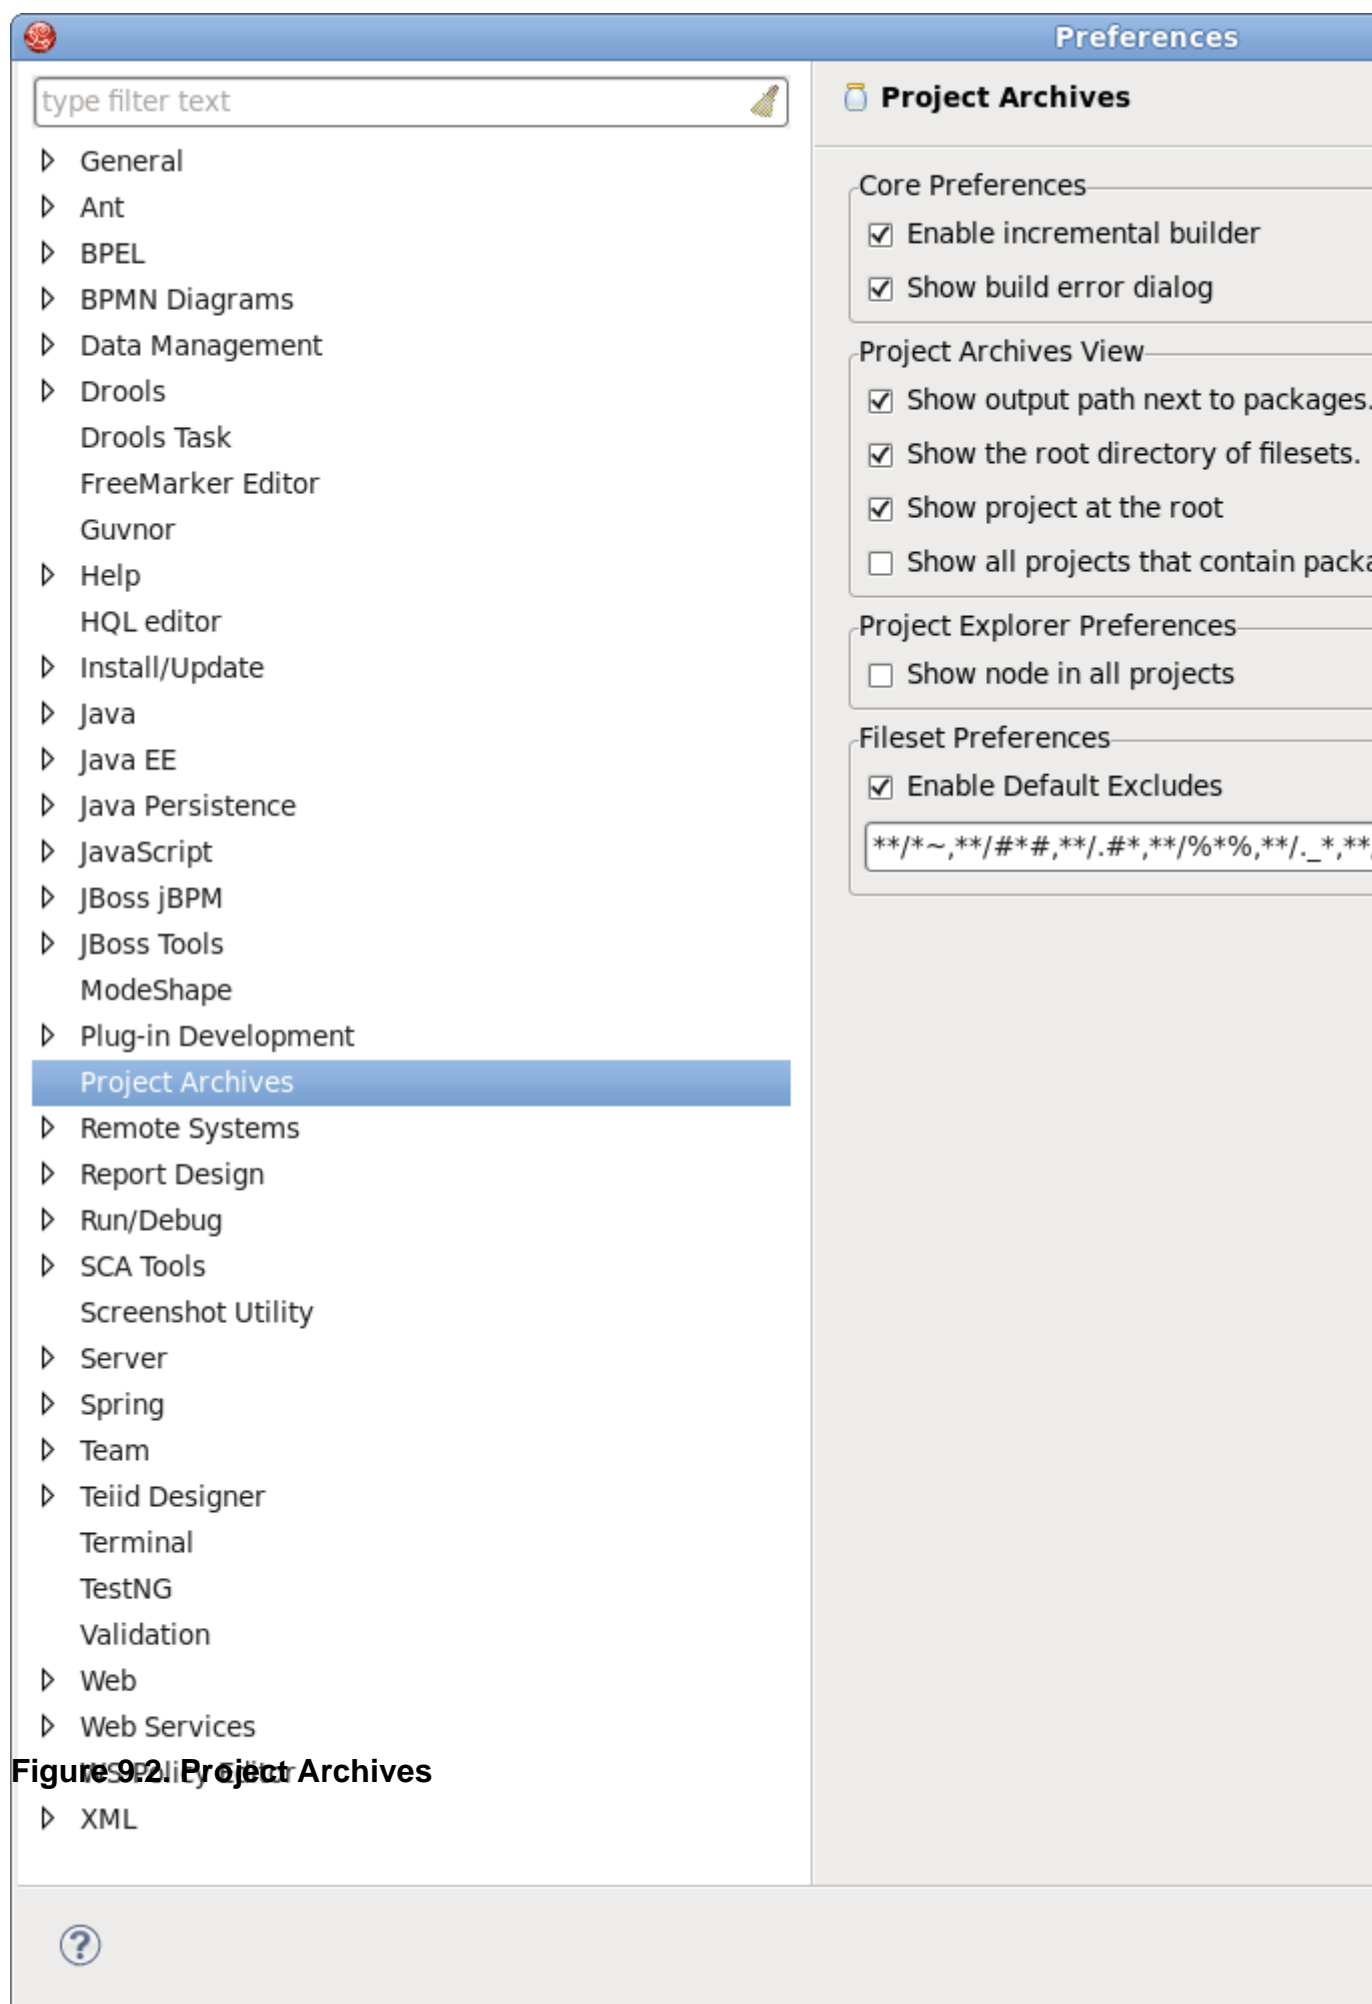 Preferences
type filter text
General
Ant
BPEL
BPMN Diagrams
Data Management
Drools
Drools Task
FreeMarker Editor
Guvnor
Help
HQL editor
Install/Update
Java
Java EE
Java Persistence
JavaScript
JBoss jBPM
JBoss Tools
ModeShape
Plug-in Development
Project Archives
Remote Systems
Report Design
Run/Debug
SCA Tools
Screenshot Utility
Server
Spring
Team
Teiid Designer
Terminal
TestNG
Validation
Web
Web Services
WS Policy Editor
Figure 9.2. Project Archives
XML
Project Archives
Core Preferences
Enable incremental builder
Show build error dialog
Project Archives View
Show output path next to packages.
Show the root directory of filesets.
Show project at the root
Show all projects that contain packa
Project Explorer Preferences
Show node in all projects
Fileset Preferences
Enable Default Excludes
**/*~,**/#*#,**/.#*,**/%*%,**/._*,**/